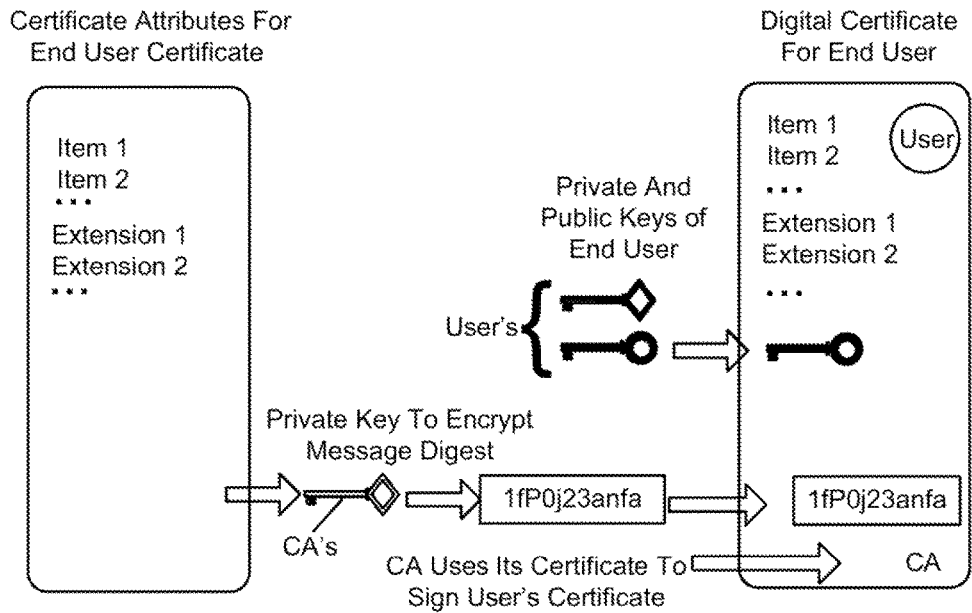 Certificate Attributes For
End User Certificate
Item 1
Item 2
...
Extension 1
Extension 2
...
Private And
Public Keys of
End User
User's
Private Key To Encrypt
Message Digest
CA's
1fP0j23anfa
CA Uses Its Certificate To
Sign User's Certificate
Digital Certificate
For End User
Item 1
Item 2
...
User
Extension 1
Extension 2
...
1fP0j23anfa
CA